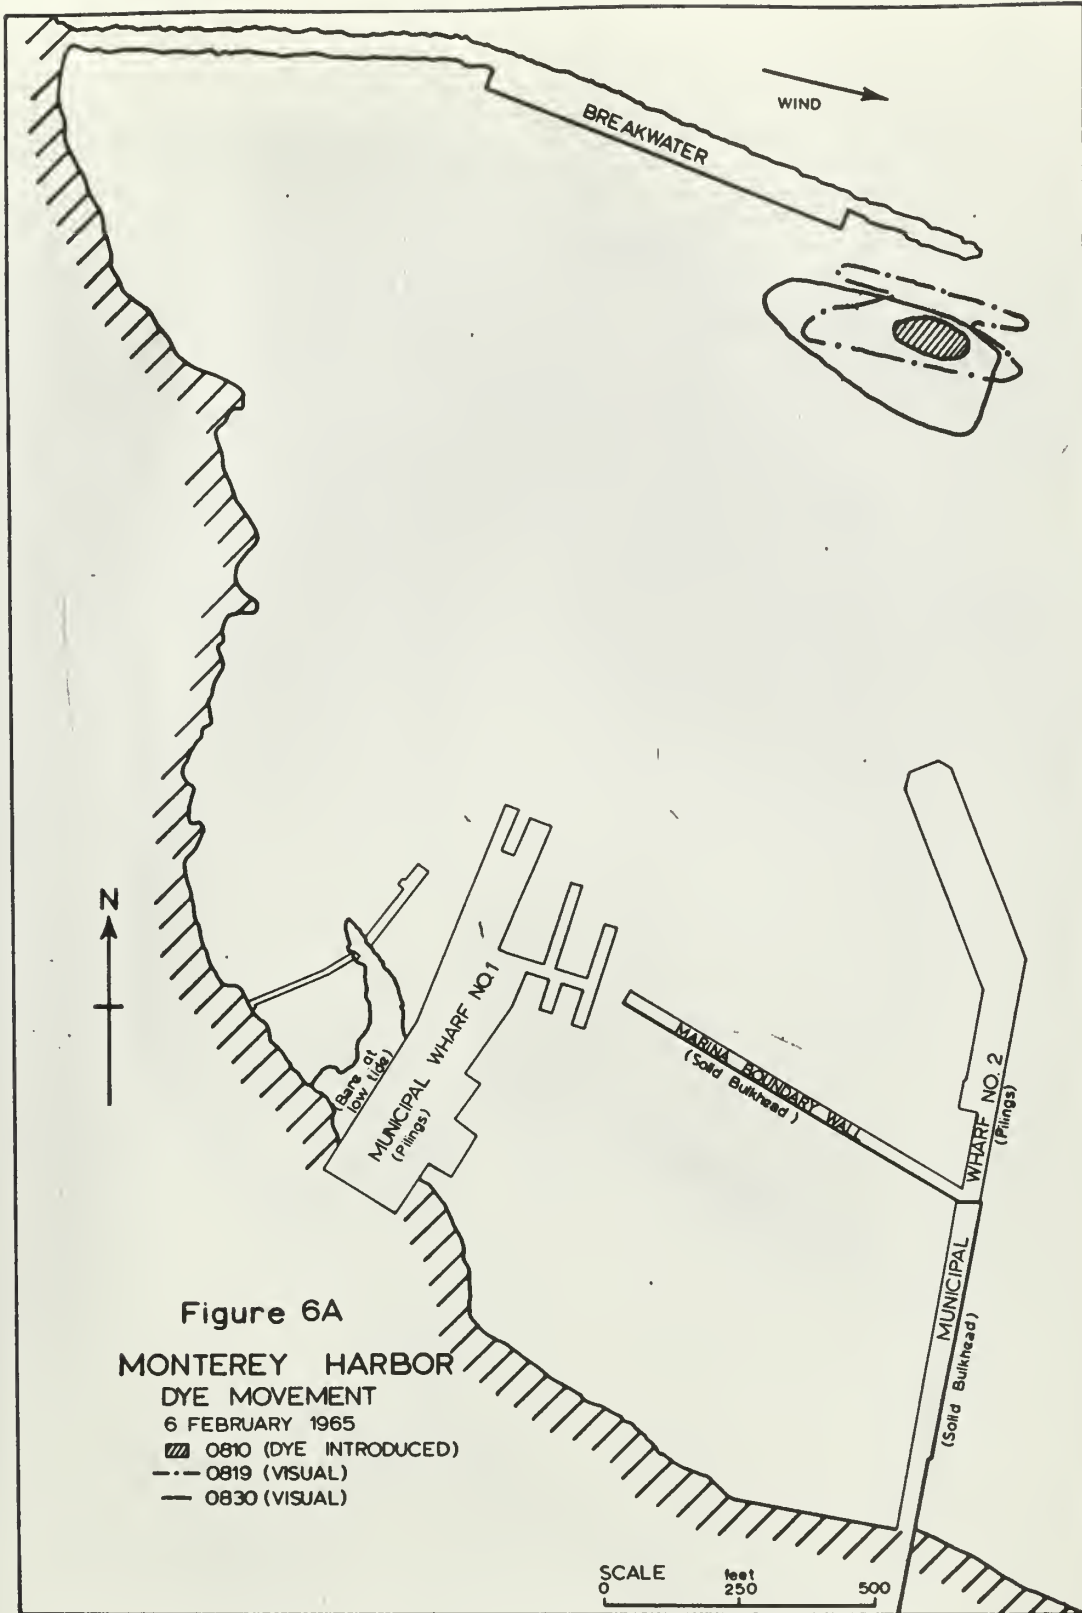 WIND
BREAKWATER
N
(Bare at
low tide)
MUNICIPAL WHARF NO.1
(Pilings)
MARINA BOUNDARY WALL
(Solid Bulkhead)
WHARF NO. 2
(Pilings)
MUNICIPAL
(Solid Bulkhead)
Figure 6A
MONTEREY HARBOR
DYE MOVEMENT
6 FEBRUARY 1965
0810 (DYE INTRODUCED)
0819 (VISUAL)
0830 (VISUAL)
SCALE feet
0 250 500